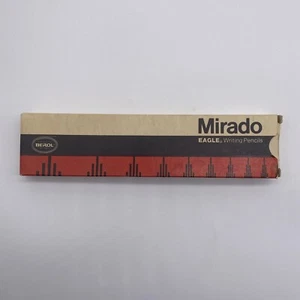 BEROL
Mirado
EAGLE® Writing Pencils